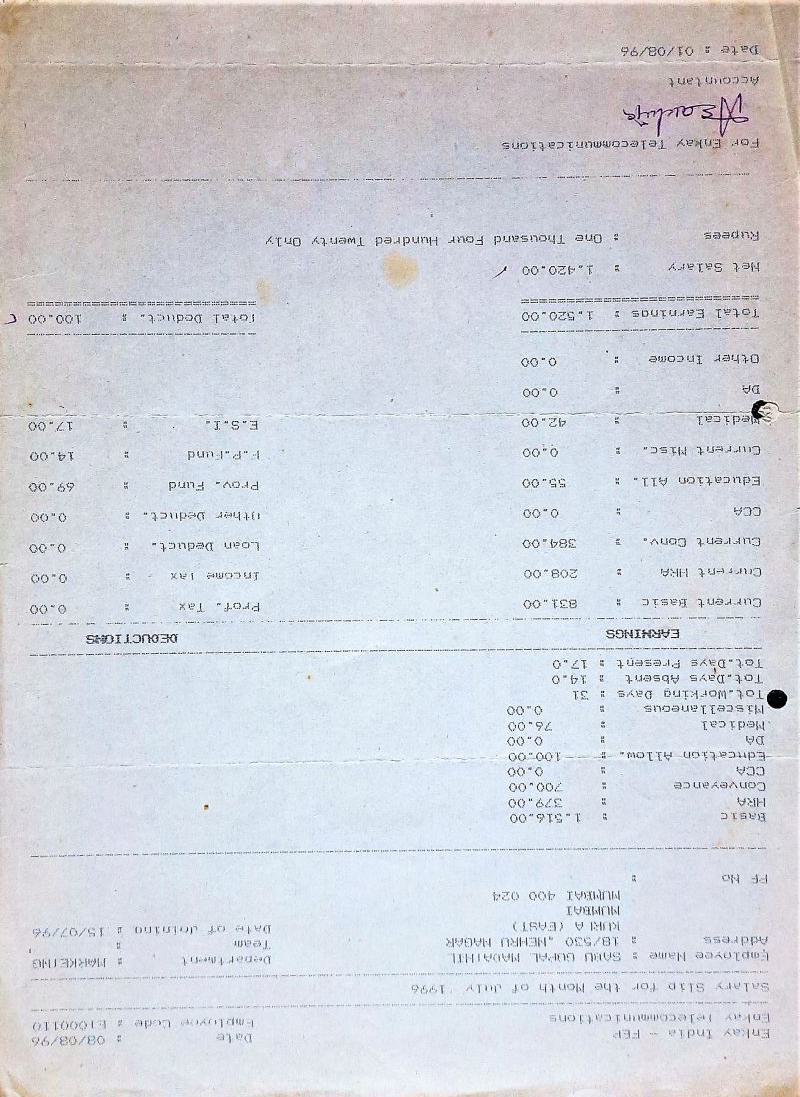 Enkay India - FEP Date : 08/08/96
Enkay Telecommunications Employee Code : E1000110
Salary Slip for the Month of July '1996
Employee Name : SABU GOPAL MADATHIL Department : MARKEING
Address : 18/530 ,NEHRU NAGAR Team :
KURLA (EAST) Date of Joining : 15/07/96
MUMBAI
MUMBAI 400 024
PF No :
Basic : 1,516.00
HRA : 379.00
Conveyance : 700.00
CCA : 0.00
Education Allow. : 100.00
DA : 0.00
Medical : 76.00
Miscellaneous : 0.00
Tot.Working Days : 31
Tot.Days Absent : 14.0
Tot.Days Present : 17.0
EARNINGS DEDUCTIONS
Current Basic : 831.00 Prof. Tax : 0.00
Current HRA : 208.00 Income Tax : 0.00
Current Conv. : 384.00 Loan Deduct. : 0.00
CCA : 0.00 Other Deduct. : 0.00
Education All. : 55.00 Prov. Fund : 69.00
Current Misc. : 0.00 F.P.Fund : 14.00
Medical : 42.00 E.S.I. : 17.00
DA : 0.00
Other Income : 0.00
Total Earnings : 1,520.00 Total Deduct. : 100.00
Net Salary : 1,420.00
Rupees : One Thousand Four Hundred Twenty Only
For Enkay Telecommunications
Accountant
Date : 01/08/96